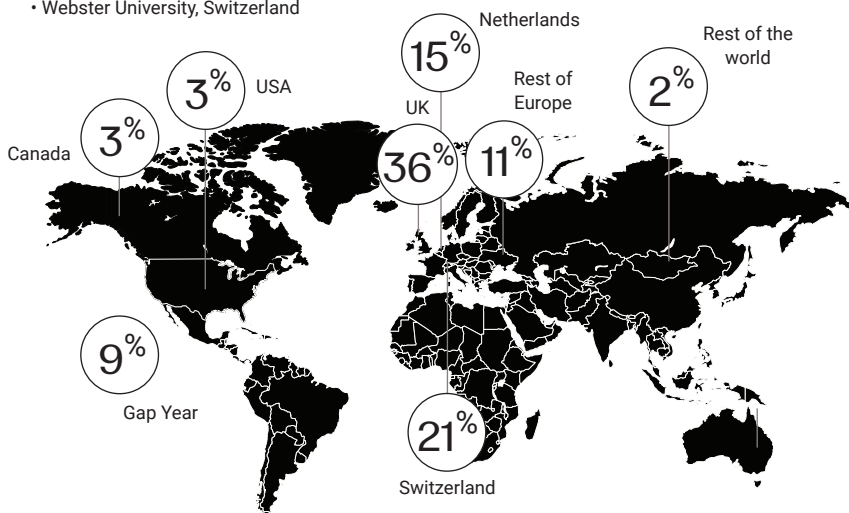 • Webster University, Switzerland
Netherlands
15%
Rest of the
world
2%
USA
3%
Rest of
Europe
11%
UK
36%
Canada
3%
9%
Gap Year
21%
Switzerland